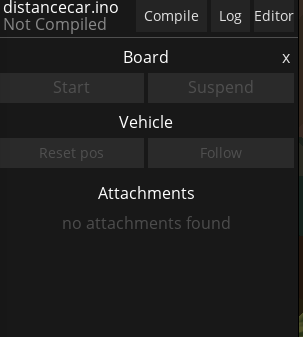 distancecar.ino
Not Compiled
Compile
Log
Editor
Board
x
Start
Suspend
Vehicle
Reset pos
Follow
Attachments
no attachments found